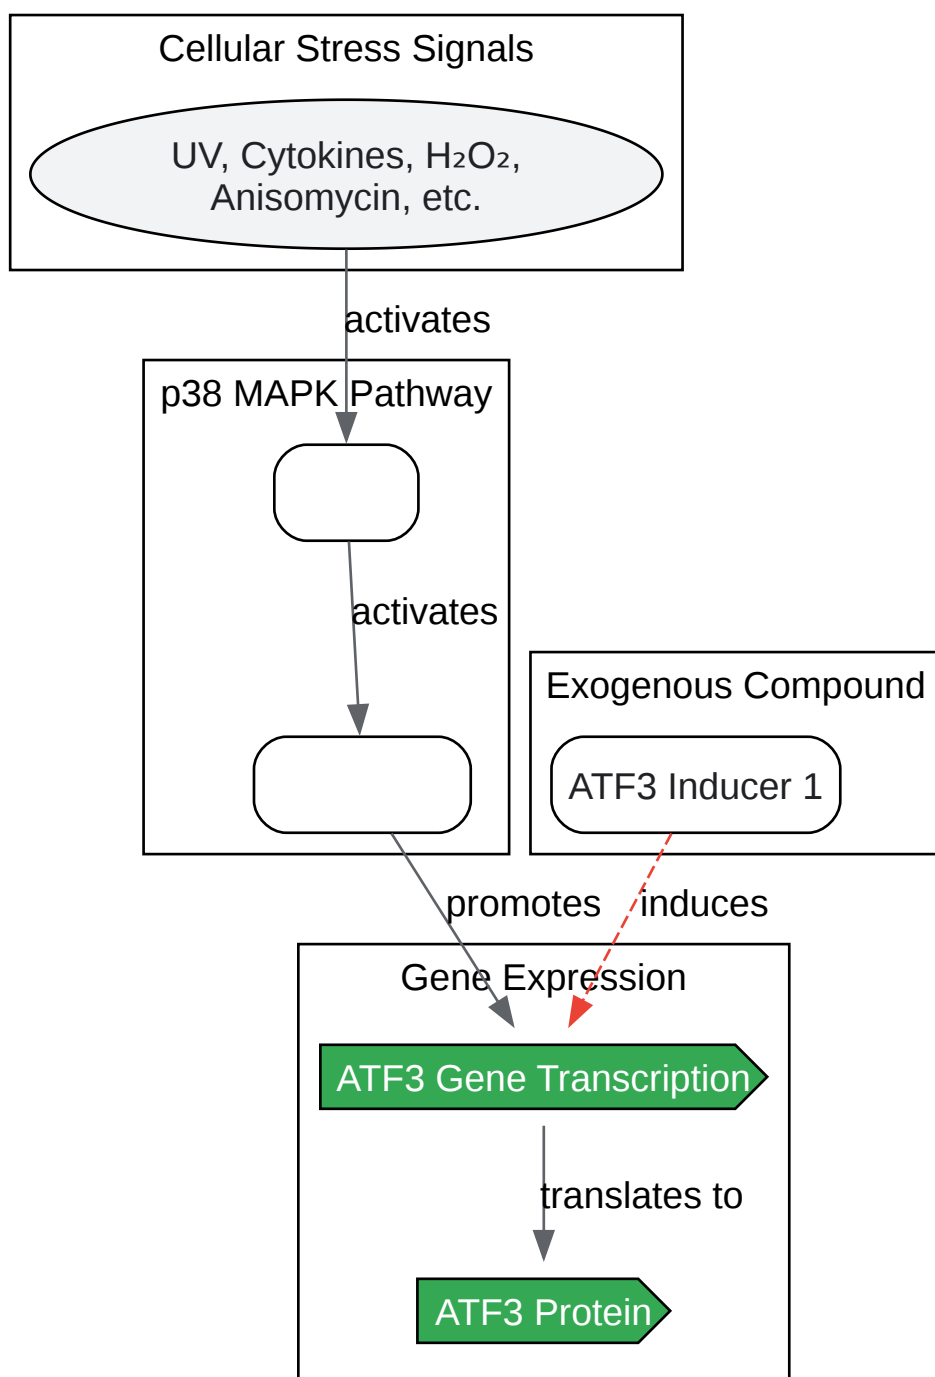 Cellular Stress Signals
UV, Cytokines, H₂O₂,
Anisomycin, etc.
activates
p38 MAPK Pathway
activates
Exogenous Compound
ATF3 Inducer 1
promotes
induces
Gene Expression
ATF3 Gene Transcription
translates to
ATF3 Protein